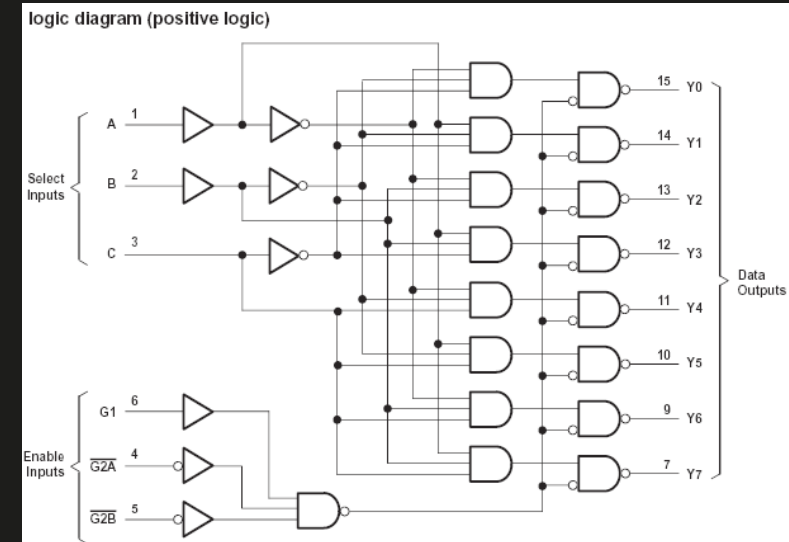 logic diagram (positive logic)
15 Y0
A 1
14 Y1
Select
Inputs
B 2
13 Y2
C 3
12 Y3
Data
Outputs
11 Y4
10 Y5
G1 6
9 Y6
Enable
Inputs
G2A 4
7 Y7
G2B 5